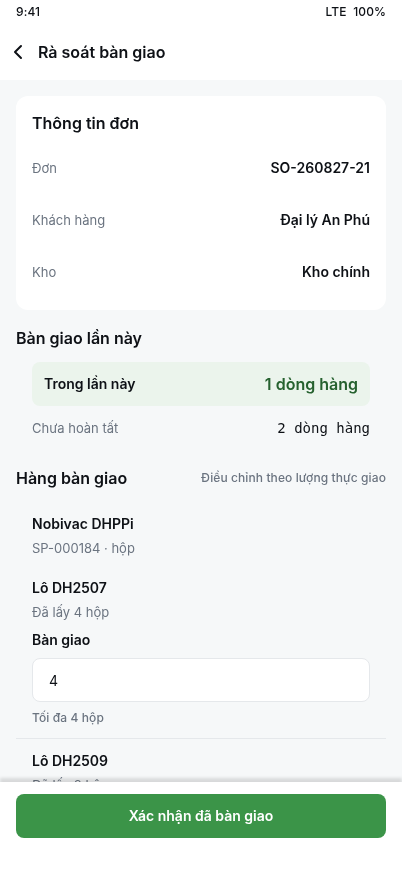 9:41
LTE 100%
Rà soát bàn giao
Thông tin đơn
Đơn
SO-260827-21
Khách hàng
Đại lý An Phú
Kho
Kho chính
Bàn giao lần này
Trong lần này
1 dòng hàng
Chưa hoàn tất
2 dòng hàng
Hàng bàn giao
Điều chỉnh theo lượng thực giao
Nobivac DHPPi
SP-000184 · hộp
Lô DH2507
Đã lấy 4 hộp
Bàn giao
4
Tối đa 4 hộp
Lô DH2509
Xác nhận đã bàn giao